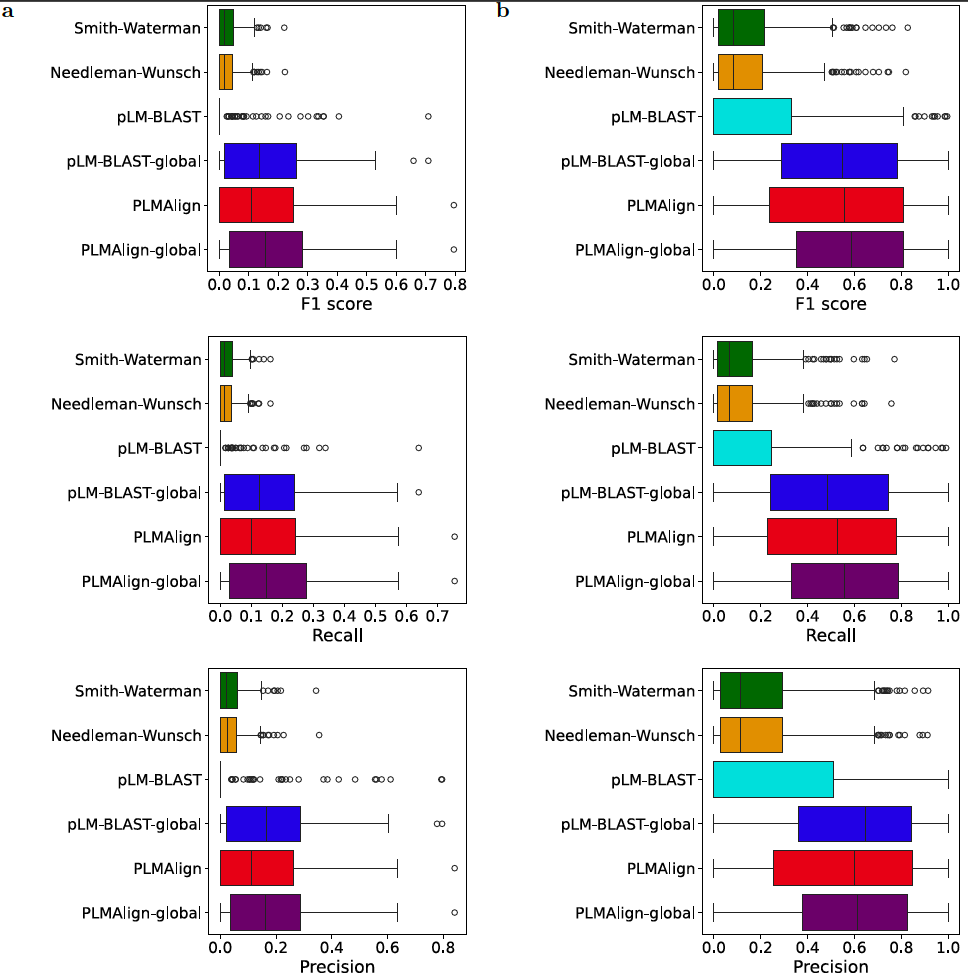 a
Smith-Waterman
Needleman-Wunsch
pLM-BLAST
pLM-BLAST-global
PLMAlign
PLMAlign-global
0.0 0.1 0.2 0.3 0.4 0.5 0.6 0.7 0.8
F1 score
Smith-Waterman
Needleman-Wunsch
pLM-BLAST
pLM-BLAST-global
PLMAlign
PLMAlign-global
0.0 0.1 0.2 0.3 0.4 0.5 0.6 0.7
Recall
Smith-Waterman
Needleman-Wunsch
pLM-BLAST
pLM-BLAST-global
PLMAlign
PLMAlign-global
0.0 0.2 0.4 0.6 0.8
Precision
b
Smith-Waterman
Needleman-Wunsch
pLM-BLAST
pLM-BLAST-global
PLMAlign
PLMAlign-global
0.0 0.2 0.4 0.6 0.8 1.0
F1 score
Smith-Waterman
Needleman-Wunsch
pLM-BLAST
pLM-BLAST-global
PLMAlign
PLMAlign-global
0.0 0.2 0.4 0.6 0.8 1.0
Recall
Smith-Waterman
Needleman-Wunsch
pLM-BLAST
pLM-BLAST-global
PLMAlign
PLMAlign-global
0.0 0.2 0.4 0.6 0.8 1.0
Precision